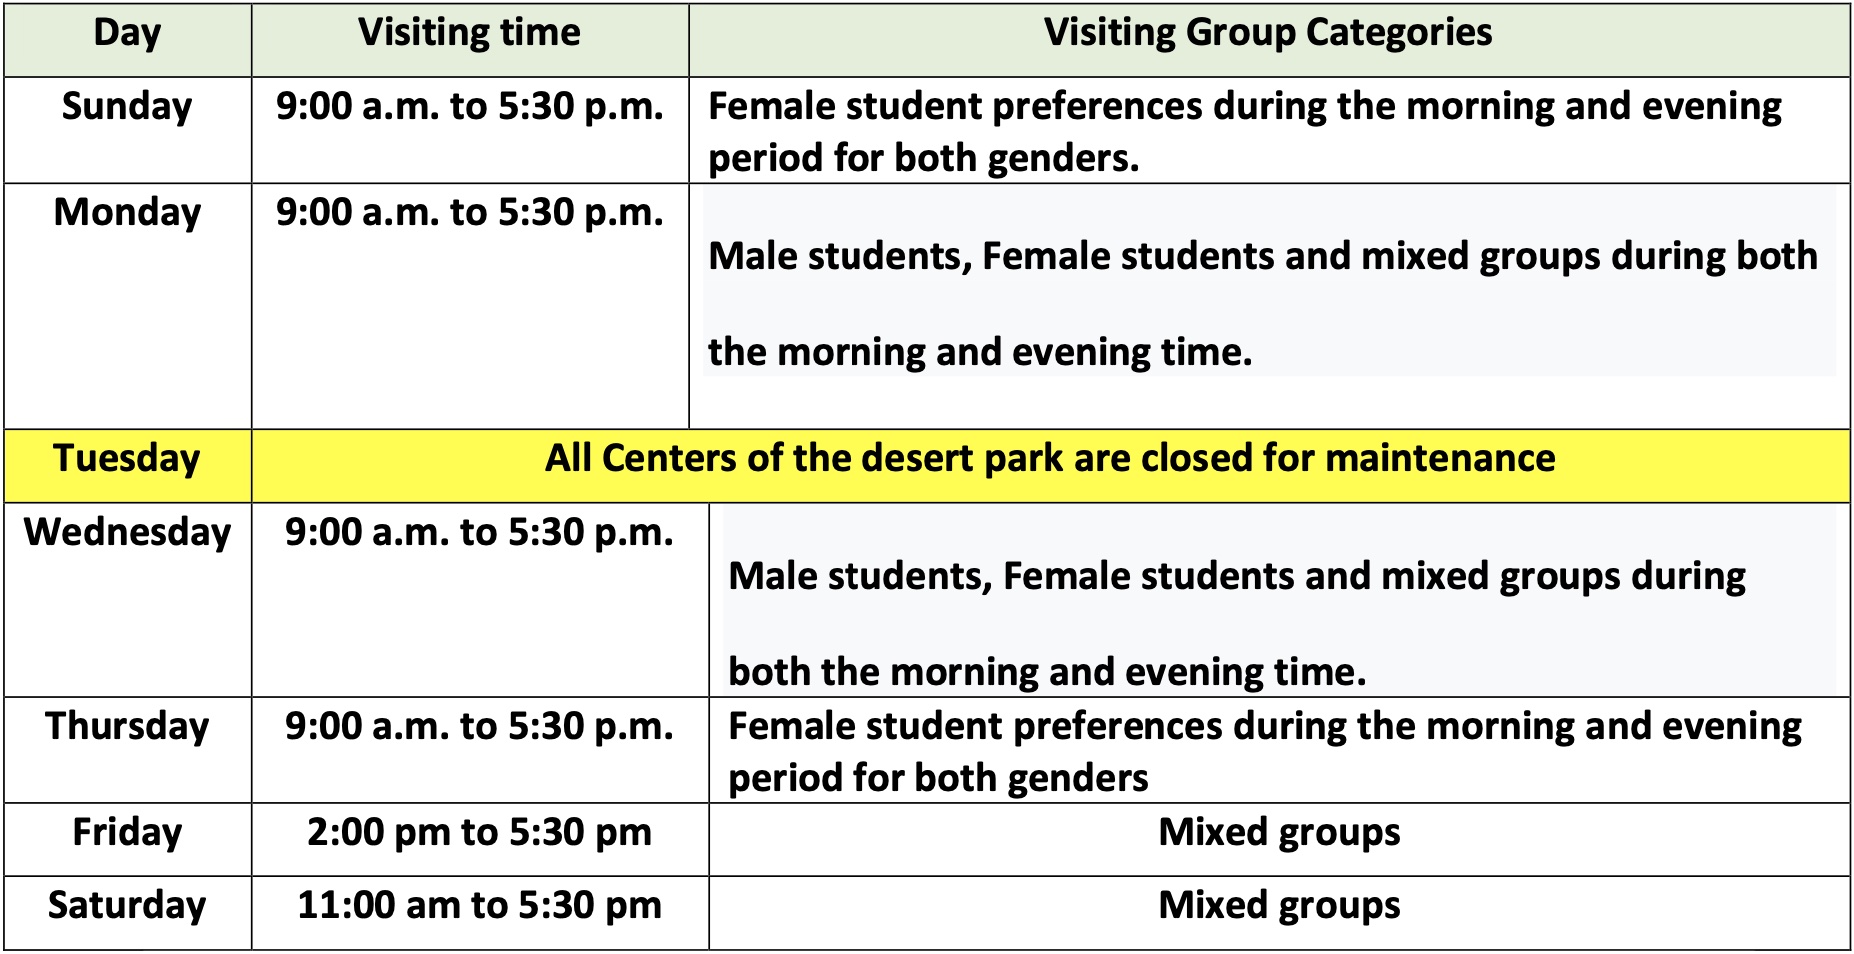 Day Visiting time Visiting Group Categories
Sunday 9:00 a.m. to 5:30 p.m. Female student preferences during the morning and evening
period for both genders.
Monday 9:00 a.m. to 5:30 p.m.
Male students, Female students and mixed groups during both
the morning and evening time.
Tuesday All Centers of the desert park are closed for maintenance
Wednesday 9:00 a.m. to 5:30 p.m.
Male students, Female students and mixed groups during
both the morning and evening time.
Thursday 9:00 a.m. to 5:30 p.m. Female student preferences during the morning and evening
period for both genders
Friday 2:00 pm to 5:30 pm Mixed groups
Saturday 11:00 am to 5:30 pm Mixed groups